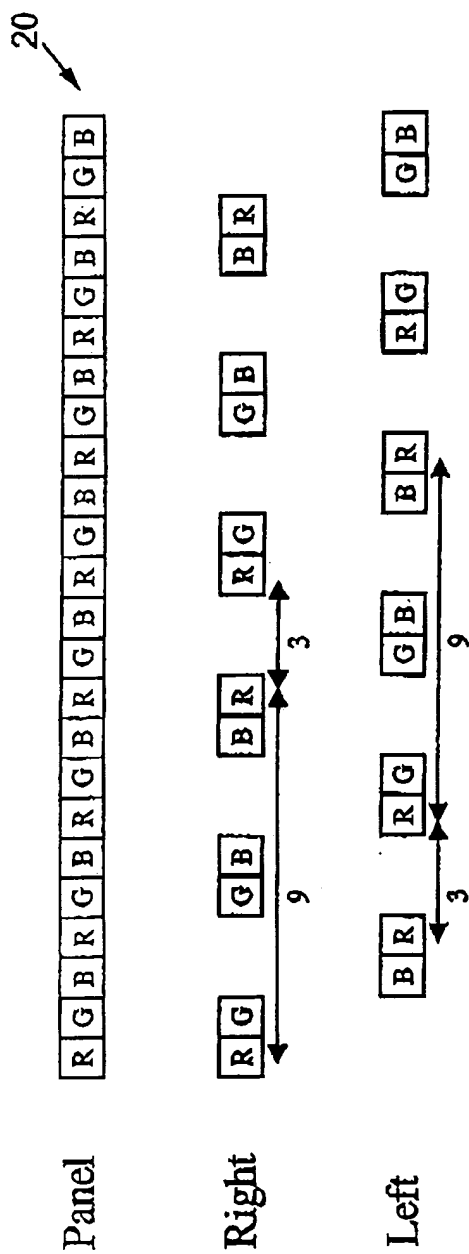 20
Panel R G B R G B R G B R G B R G B R G B R G B R G B
Right R G G B B R R G G B B R
9 3
Left B R R G G B B R R G G B
3 9